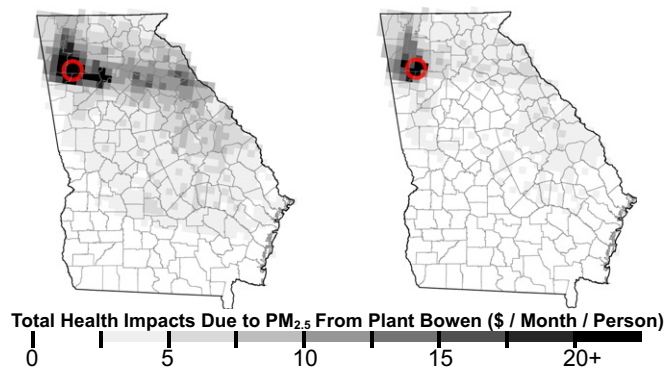 Total Health Impacts Due to PM₂.₅ From Plant Bowen ($ / Month / Person)
0 5 10 15 20+